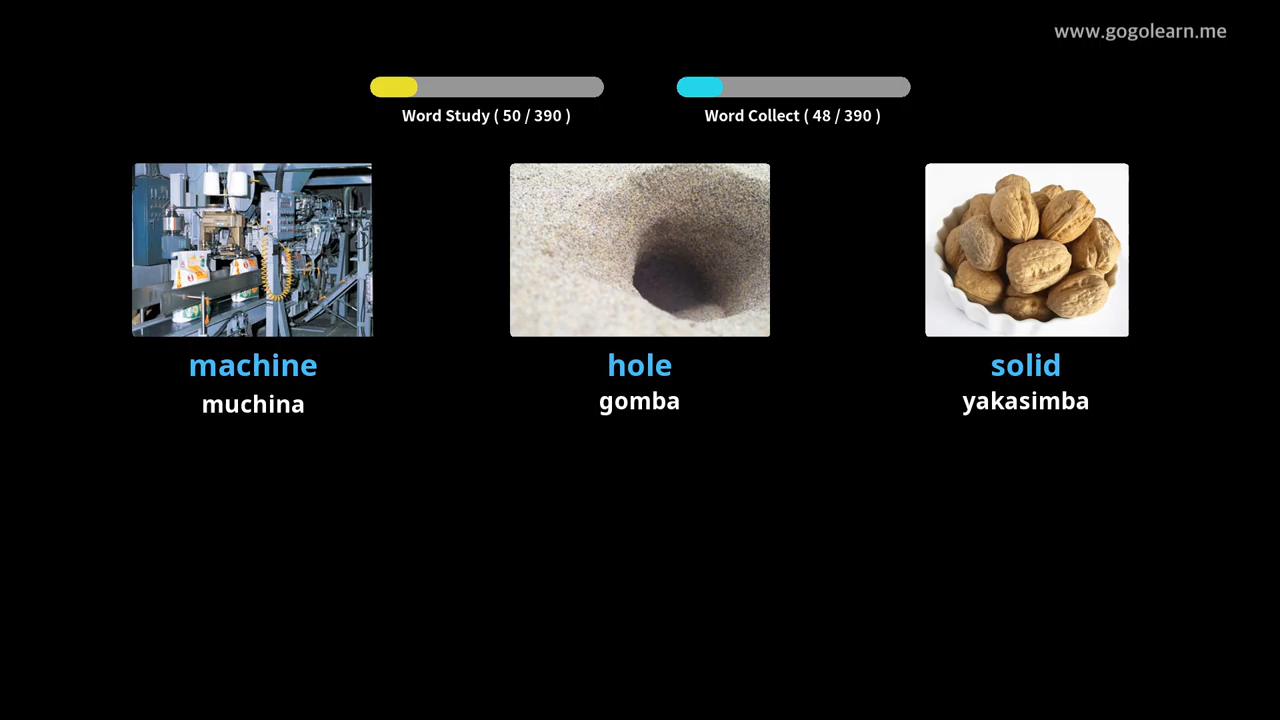 www.gogolearn.me
Word Study ( 50 / 390 )
Word Collect ( 48 / 390 )
machine
muchina
hole
gomba
solid
yakasimba